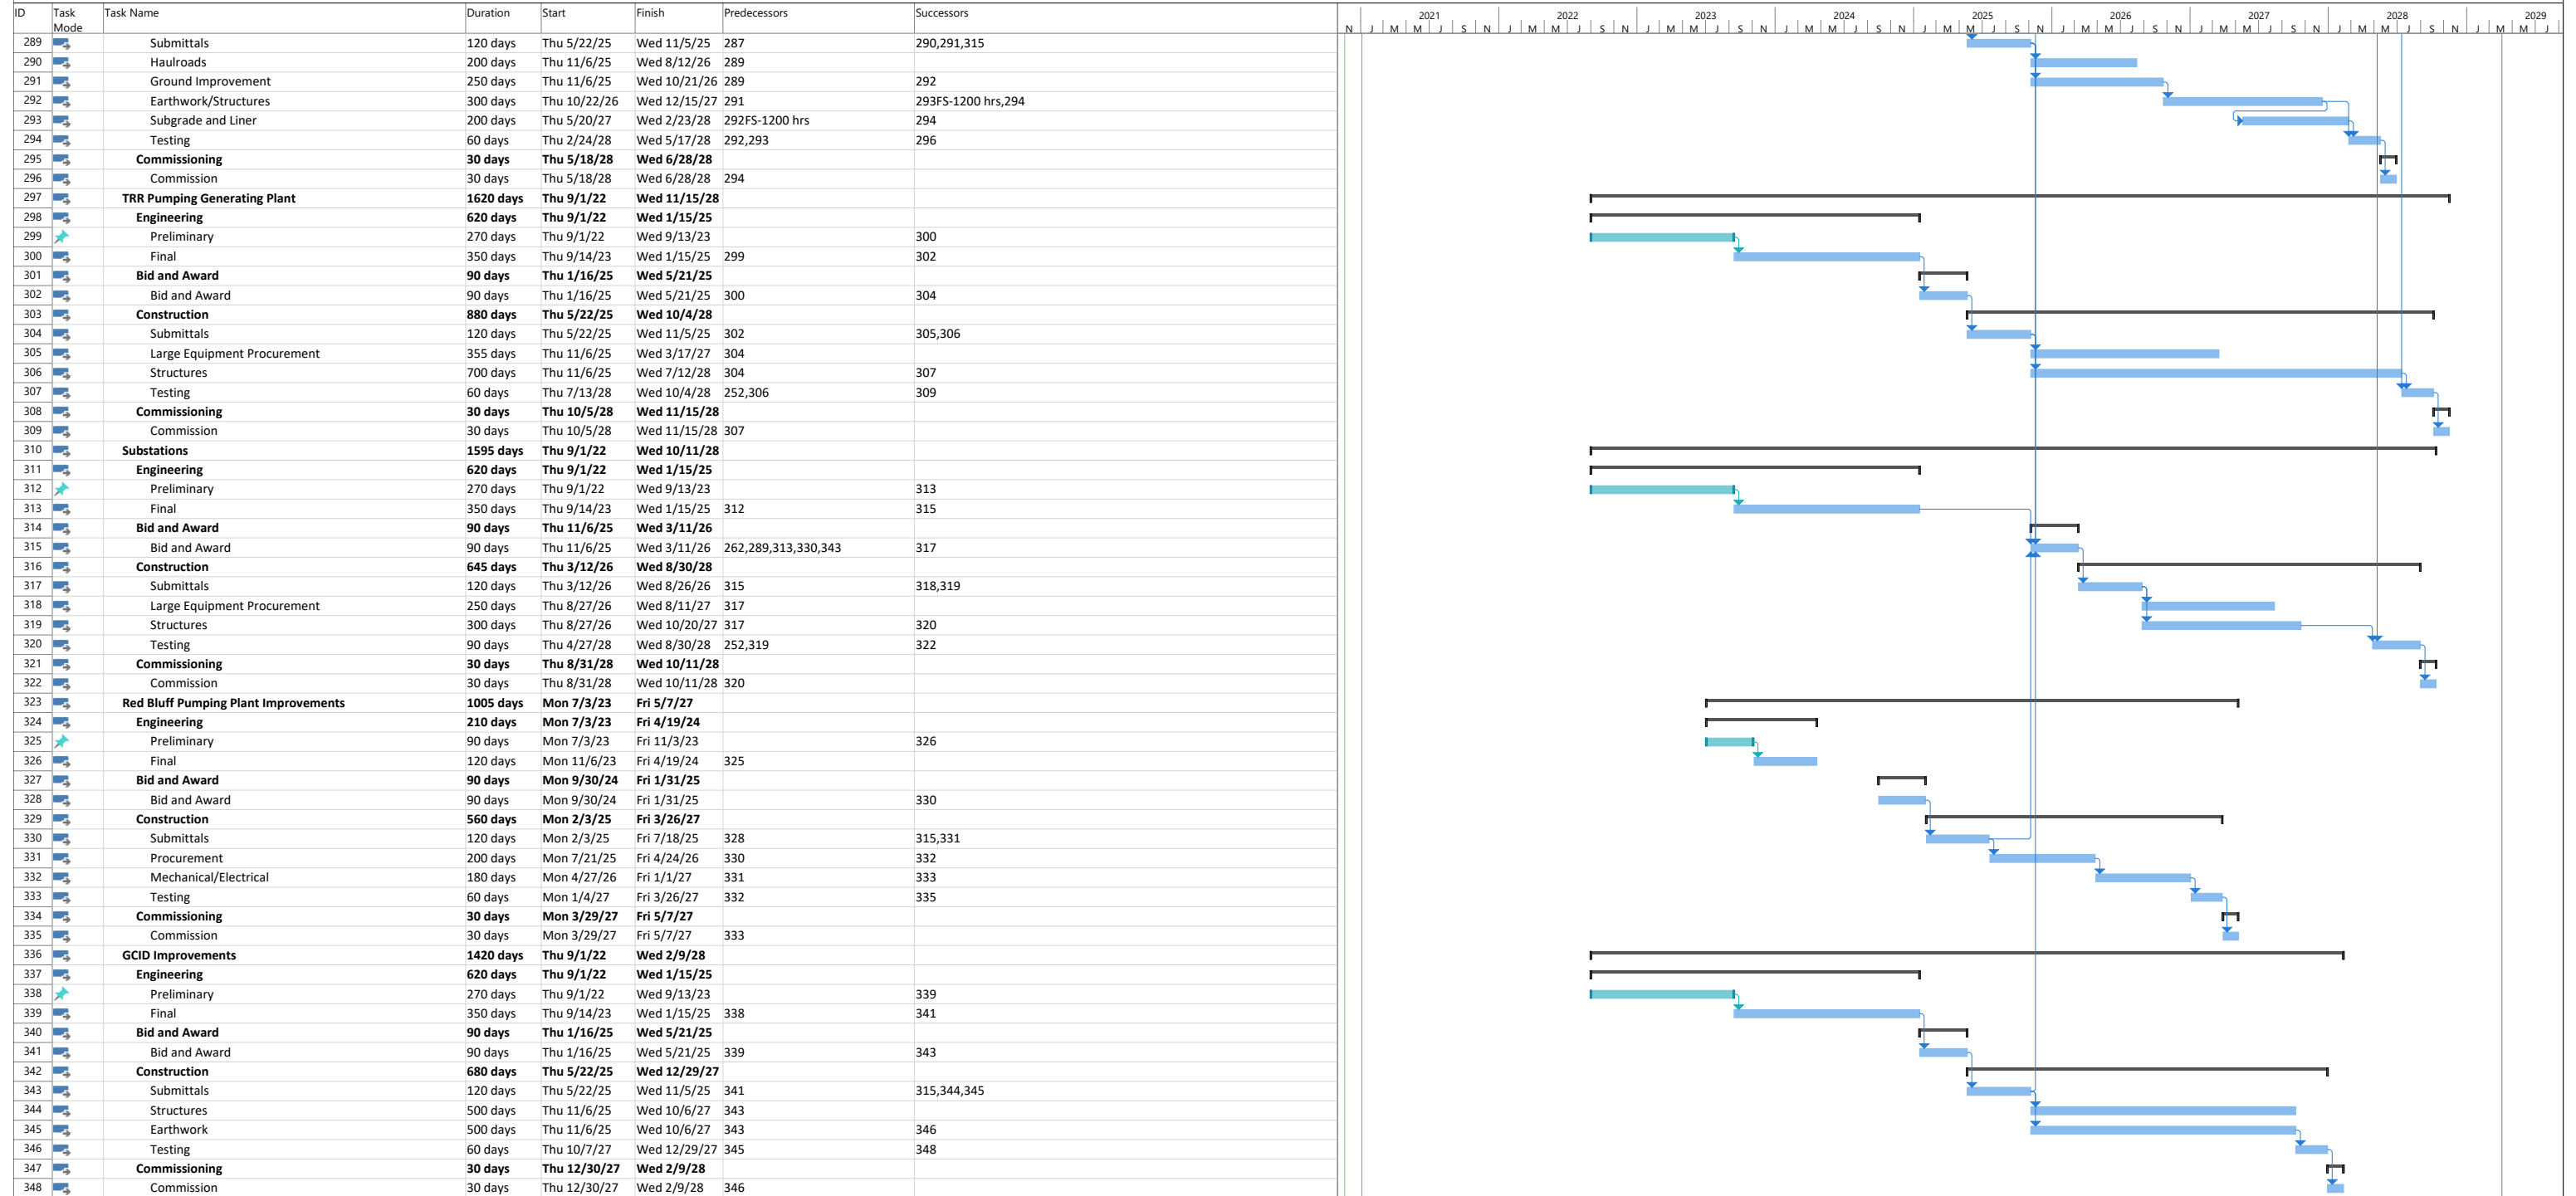 ID Task Mode Task Name Duration Start Finish Predecessors Successors
2021 2022 2023 2024 2025 2026 2027 2028 2029
N J M M J S N J M M J S N J M M J S N J M M J S N J M M J S N J M M J S N J M M J S N J M M J S N J M M J
289 Submittals 120 days Thu 5/22/25 Wed 11/5/25 287 290,291,315
290 Haulroads 200 days Thu 11/6/25 Wed 8/12/26 289
291 Ground Improvement 250 days Thu 11/6/25 Wed 10/21/26 289 292
292 Earthwork/Structures 300 days Thu 10/22/26 Wed 12/15/27 291 293FS-1200 hrs,294
293 Subgrade and Liner 200 days Thu 5/20/27 Wed 2/23/28 292FS-1200 hrs 294
294 Testing 60 days Thu 2/24/28 Wed 5/17/28 292,293 296
295 Commissioning 30 days Thu 5/18/28 Wed 6/28/28
296 Commission 30 days Thu 5/18/28 Wed 6/28/28 294
297 TRR Pumping Generating Plant 1620 days Thu 9/1/22 Wed 11/15/28
298 Engineering 620 days Thu 9/1/22 Wed 1/15/25
299 Preliminary 270 days Thu 9/1/22 Wed 9/13/23 300
300 Final 350 days Thu 9/14/23 Wed 1/15/25 299 302
301 Bid and Award 90 days Thu 1/16/25 Wed 5/21/25
302 Bid and Award 90 days Thu 1/16/25 Wed 5/21/25 300 304
303 Construction 880 days Thu 5/22/25 Wed 10/4/28
304 Submittals 120 days Thu 5/22/25 Wed 11/5/25 302 305,306
305 Large Equipment Procurement 355 days Thu 11/6/25 Wed 3/17/27 304
306 Structures 700 days Thu 11/6/25 Wed 7/12/28 304 307
307 Testing 60 days Thu 7/13/28 Wed 10/4/28 252,306 309
308 Commissioning 30 days Thu 10/5/28 Wed 11/15/28
309 Commission 30 days Thu 10/5/28 Wed 11/15/28 307
310 Substations 1595 days Thu 9/1/22 Wed 10/11/28
311 Engineering 620 days Thu 9/1/22 Wed 1/15/25
312 Preliminary 270 days Thu 9/1/22 Wed 9/13/23 313
313 Final 350 days Thu 9/14/23 Wed 1/15/25 312 315
314 Bid and Award 90 days Thu 11/6/25 Wed 3/11/26
315 Bid and Award 90 days Thu 11/6/25 Wed 3/11/26 262,289,313,330,343 317
316 Construction 645 days Thu 3/12/26 Wed 8/30/28
317 Submittals 120 days Thu 3/12/26 Wed 8/26/26 315 318,319
318 Large Equipment Procurement 250 days Thu 8/27/26 Wed 8/11/27 317
319 Structures 300 days Thu 8/27/26 Wed 10/20/27 317 320
320 Testing 90 days Thu 4/27/28 Wed 8/30/28 252,319 322
321 Commissioning 30 days Thu 8/31/28 Wed 10/11/28
322 Commission 30 days Thu 8/31/28 Wed 10/11/28 320
323 Red Bluff Pumping Plant Improvements 1005 days Mon 7/3/23 Fri 5/7/27
324 Engineering 210 days Mon 7/3/23 Fri 4/19/24
325 Preliminary 90 days Mon 7/3/23 Fri 11/3/23 326
326 Final 120 days Mon 11/6/23 Fri 4/19/24 325
327 Bid and Award 90 days Mon 9/30/24 Fri 1/31/25
328 Bid and Award 90 days Mon 9/30/24 Fri 1/31/25 330
329 Construction 560 days Mon 2/3/25 Fri 3/26/27
330 Submittals 120 days Mon 2/3/25 Fri 7/18/25 328 315,331
331 Procurement 200 days Mon 7/21/25 Fri 4/24/26 330 332
332 Mechanical/Electrical 180 days Mon 4/27/26 Fri 1/1/27 331 333
333 Testing 60 days Mon 1/4/27 Fri 3/26/27 332 335
334 Commissioning 30 days Mon 3/29/27 Fri 5/7/27
335 Commission 30 days Mon 3/29/27 Fri 5/7/27 333
336 GCID Improvements 1420 days Thu 9/1/22 Wed 2/9/28
337 Engineering 620 days Thu 9/1/22 Wed 1/15/25
338 Preliminary 270 days Thu 9/1/22 Wed 9/13/23 339
339 Final 350 days Thu 9/14/23 Wed 1/15/25 338 341
340 Bid and Award 90 days Thu 1/16/25 Wed 5/21/25
341 Bid and Award 90 days Thu 1/16/25 Wed 5/21/25 339 343
342 Construction 680 days Thu 5/22/25 Wed 12/29/27
343 Submittals 120 days Thu 5/22/25 Wed 11/5/25 341 315,344,345
344 Structures 500 days Thu 11/6/25 Wed 10/6/27 343
345 Earthwork 500 days Thu 11/6/25 Wed 10/6/27 343 346
346 Testing 60 days Thu 10/7/27 Wed 12/29/27 345 348
347 Commissioning 30 days Thu 12/30/27 Wed 2/9/28
348 Commission 30 days Thu 12/30/27 Wed 2/9/28 346